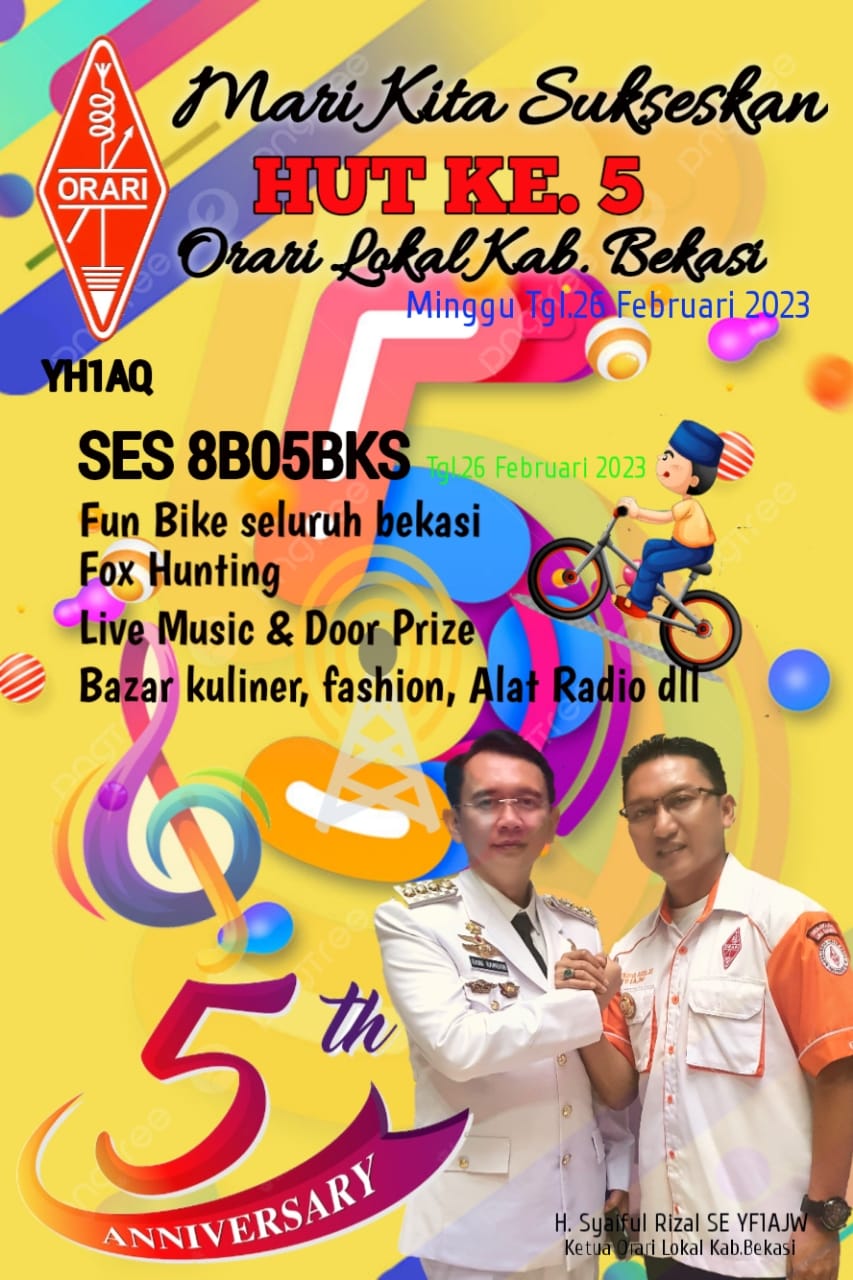 Mari Kita Sukseskan
ORARI
HUT KE. 5
Orari Lokal Kab. Bekasi
Minggu Tgl.26 Februari 2023
YH1AQ
SES 8B05BKS Tgl.26 Februari 2023
Fun Bike seluruh bekasi
Fox Hunting
Live Music & Door Prize
Bazar kuliner, fashion, Alat Radio dll
5th
ANNIVERSARY
H. Syaiful Rizal SE YF1AJW
Ketua Orari Lokal Kab.Bekasi
pngtree